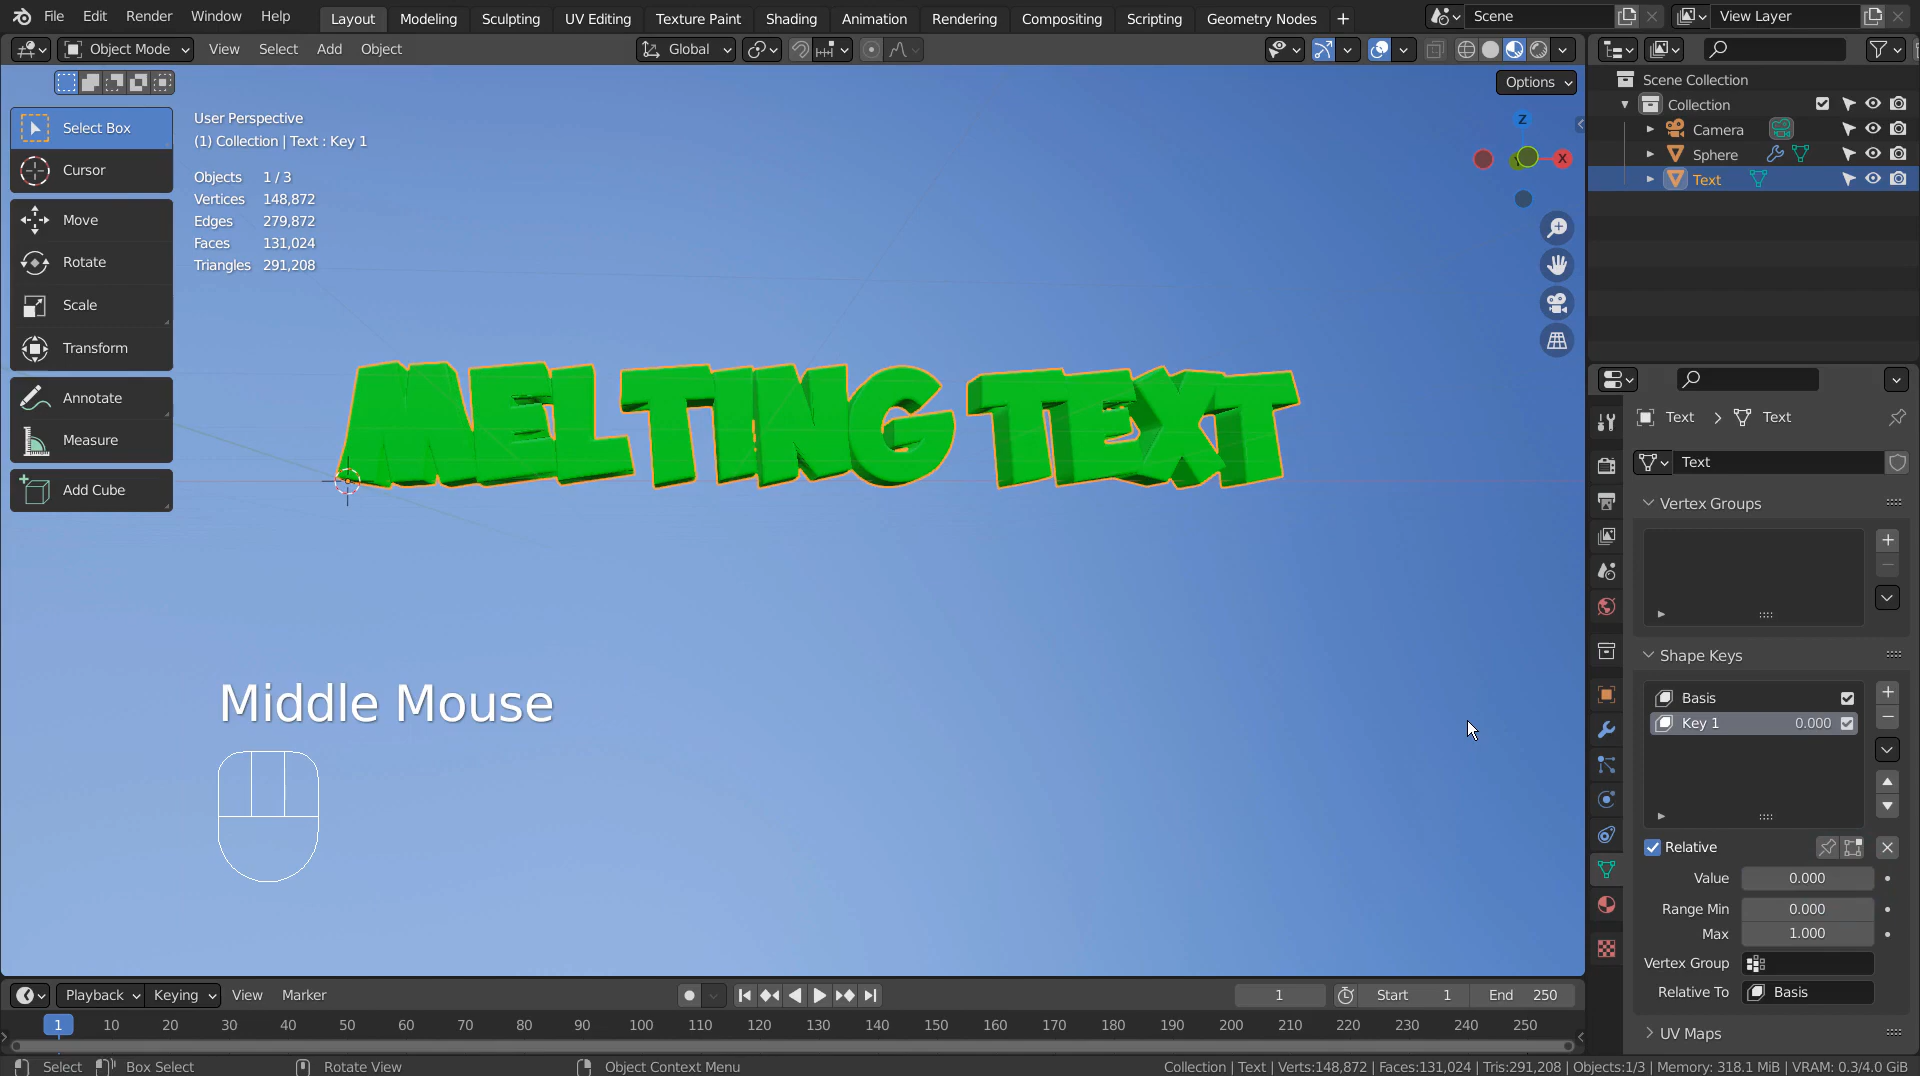 File Edit Render Window Help Layout Modeling Sculpting UV Editing Texture Paint Shading Animation Rendering Compositing Scripting Geometry Nodes + Scene View Layer
Object Mode View Select Add Object Global
Options
Select Box
Cursor
Move
Rotate
Scale
Transform
Annotate
Measure
Add Cube
User Perspective
(1) Collection | Text : Key 1
Objects 1 / 3
Vertices 148,872
Edges 279,872
Faces 131,024
Triangles 291,208
Z
X
MELTING TEXT
Middle Mouse
Scene Collection
Collection
Camera
Sphere
Text
Text > Text
Text
Vertex Groups
Shape Keys
Basis
Key 1 0.000
Relative
Value 0.000
Range Min 0.000
Max 1.000
Vertex Group
Relative To Basis
UV Maps
Playback Keying View Marker 1 Start 1 End 250
1 10 20 30 40 50 60 70 80 90 100 110 120 130 140 150 160 170 180 190 200 210 220 230 240 250
Select Box Select Rotate View Object Context Menu Collection | Text | Verts:148,872 | Faces:131,024 | Tris:291,208 | Objects:1/3 | Memory: 318.1 MiB | VRAM: 0.3/4.0 GiB